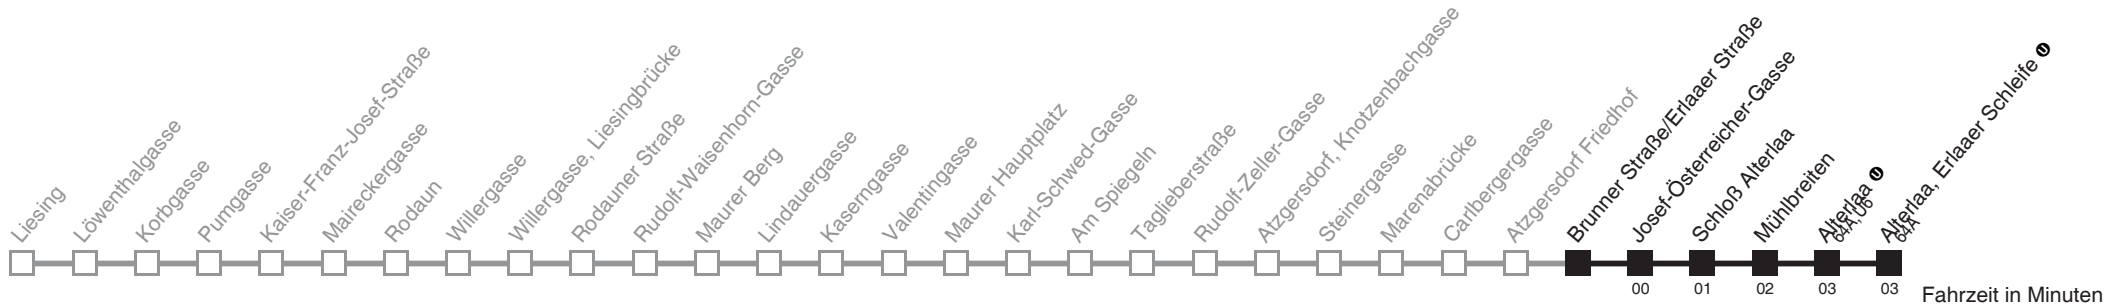 Liesing
Löwenthalgasse
Korbgasse
Purngasse
Kaiser-Franz-Josef-Straße
Maireckergasse
Rodaun
Willergasse
Willergasse, Liesingbrücke
Rodauner Straße
Rudolf-Waisenhorn-Gasse
Maurer Berg
Lindauergasse
Kaserngasse
Valentingasse
Maurer Hauptplatz
Karl-Schwed-Gasse
Am Spiegeln
Taglieberstraße
Rudolf-Zeller-Gasse
Atzgersdorf, Knotzenbachgasse
Steinergasse
Marenabrücke
Carlbergergasse
Atzgersdorf Friedhof
Brunner Straße/Erlaaer Straße
Josef-Österreicher-Gasse
Schloß Alterlaa
Mühlbreiten
Alterlaa U
64A, U6
Alterlaa, Erlaaer Schleife U
64A
00 01 02 03 03
Fahrzeit in Minuten